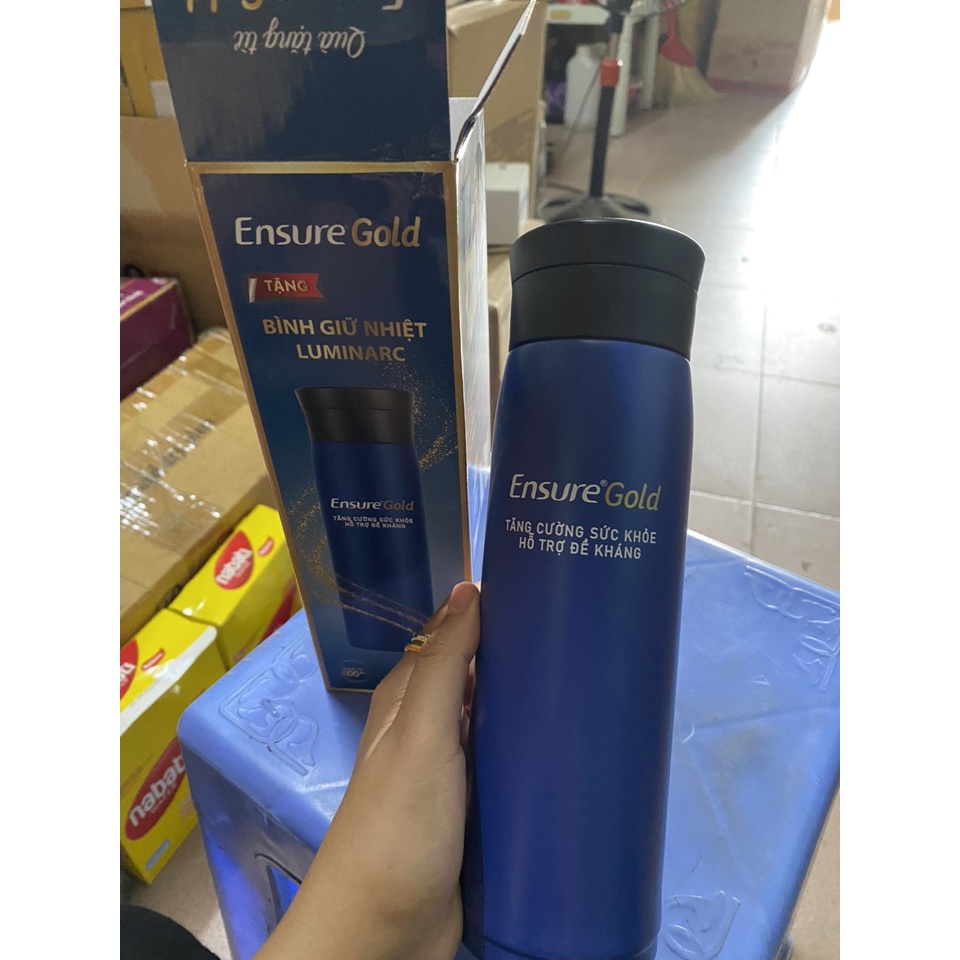 Quà tặng từ
Ensure Gold
TẶNG
BÌNH GIỮ NHIỆT
LUMINARC
Ensure Gold
TĂNG CƯỜNG SỨC KHỎE
HỖ TRỢ ĐỀ KHÁNG
500
Ensure® Gold
TĂNG CƯỜNG SỨC KHỎE
HỖ TRỢ ĐỀ KHÁNG
nabati
nabati